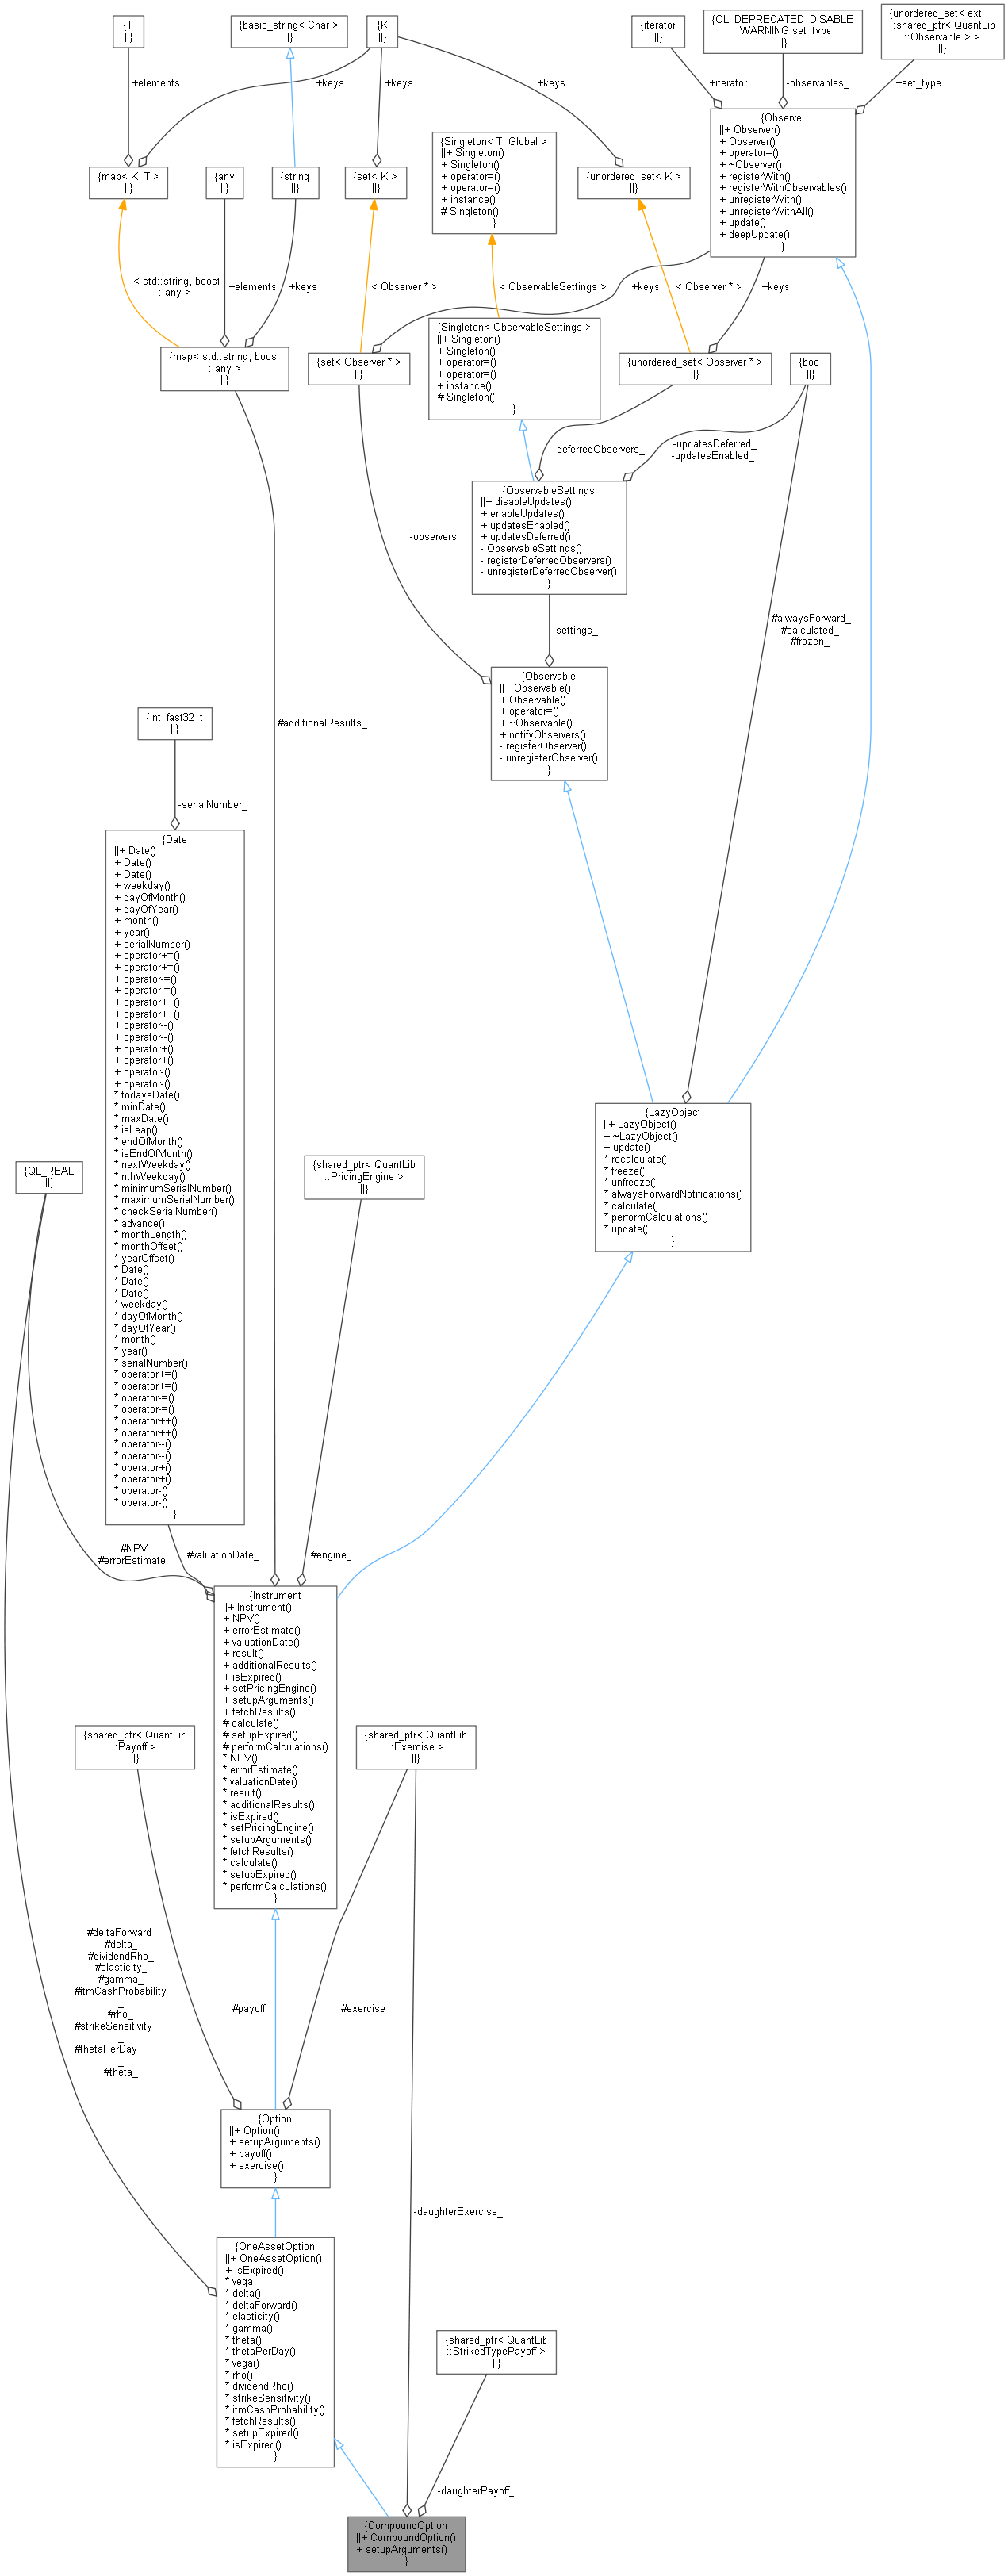 {T
||}
{basic_string< Char >
||}
{K
||}
{iterator
||}
{QL_DEPRECATED_DISABLE
_WARNING set_type
||}
{unordered_set< ext
::shared_ptr< QuantLib
::Observable > >
||}
+elements
+keys
+keys
+keys
+iterator
-observables_
+set_type
{map< K, T >
||}
{any
||}
{string
||}
{set< K >
||}
{Singleton< T, Global >
||+ Singleton()
+ Singleton()
+ operator=()
+ operator=()
+ instance()
# Singleton()
}
{unordered_set< K >
||}
{Observer
||+ Observer()
+ Observer()
+ operator=()
+ ~Observer()
+ registerWith()
+ registerWithObservables()
+ unregisterWith()
+ unregisterWithAll()
+ update()
+ deepUpdate()
}
< std::string, boost
::any >
+elements
+keys
< Observer * >
< ObservableSettings >
+keys
< Observer * >
+keys
{map< std::string, boost
::any >
||}
{set< Observer * >
||}
{Singleton< ObservableSettings >
||+ Singleton()
+ Singleton()
+ operator=()
+ operator=()
+ instance()
# Singleton()
}
{unordered_set< Observer * >
||}
{boo
||}
-deferredObservers_
-updatesDeferred_
-updatesEnabled_
{ObservableSettings
||+ disableUpdates()
+ enableUpdates()
+ updatesEnabled()
+ updatesDeferred()
- ObservableSettings()
- registerDeferredObservers()
- unregisterDeferredObserver()
}
-observers_
-settings_
#alwaysForward_
#calculated_
#frozen_
{Observable
||+ Observable()
+ Observable()
+ operator=()
+ ~Observable()
+ notifyObservers()
- registerObserver()
- unregisterObserver()
}
{int_fast32_t
||}
#additionalResults_
-serialNumber_
{Date
||+ Date()
+ Date()
+ Date()
+ weekday()
+ dayOfMonth()
+ dayOfYear()
+ month()
+ year()
+ serialNumber()
+ operator+=()
+ operator+=()
+ operator-=()
+ operator-=()
+ operator++()
+ operator++()
+ operator--()
+ operator--()
+ operator+()
+ operator+()
+ operator-()
+ operator-()
* todaysDate()
* minDate()
* maxDate()
* isLeap()
* endOfMonth()
* isEndOfMonth()
* nextWeekday()
* nthWeekday()
* minimumSerialNumber()
* maximumSerialNumber()
* checkSerialNumber()
* advance()
* monthLength()
* monthOffset()
* yearOffset()
* Date()
* Date()
* Date()
* weekday()
* dayOfMonth()
* dayOfYear()
* month()
* year()
* serialNumber()
* operator+=()
* operator+=()
* operator-=()
* operator-=()
* operator++()
* operator++()
* operator--()
* operator--()
* operator+()
* operator+()
* operator-()
* operator-()
}
{QL_REAL
||}
{shared_ptr< QuantLib
::PricingEngine >
||}
{LazyObject
||+ LazyObject()
+ ~LazyObject()
+ update()
* recalculate()
* freeze()
* unfreeze()
* alwaysForwardNotifications()
* calculate()
* performCalculations()
* update()
}
#NPV_
#errorEstimate_
#valuationDate_
#engine_
{Instrument
||+ Instrument()
+ NPV()
+ errorEstimate()
+ valuationDate()
+ result()
+ additionalResults()
+ isExpired()
+ setPricingEngine()
+ setupArguments()
+ fetchResults()
# calculate()
# setupExpired()
# performCalculations()
* NPV()
* errorEstimate()
* valuationDate()
* result()
* additionalResults()
* isExpired()
* setPricingEngine()
* setupArguments()
* fetchResults()
* calculate()
* setupExpired()
* performCalculations()
}
{shared_ptr< QuantLib
::Payoff >
||}
{shared_ptr< QuantLib
::Exercise >
||}
#deltaForward_
#delta_
#dividendRho_
#elasticity_
#gamma_
#itmCashProbability
_
#rho_
#strikeSensitivity
_
#thetaPerDay
_
#theta_
...
#payoff_
#exercise_
{Option
||+ Option()
+ setupArguments()
+ payoff()
+ exercise()
}
-daughterExercise_
{OneAssetOption
||+ OneAssetOption()
+ isExpired()
* vega_
* delta()
* deltaForward()
* elasticity()
* gamma()
* theta()
* thetaPerDay()
* vega()
* rho()
* dividendRho()
* strikeSensitivity()
* itmCashProbability()
* fetchResults()
* setupExpired()
* isExpired()
}
{shared_ptr< QuantLib
::StrikedTypePayoff >
||}
-daughterPayoff_
{CompoundOption
||+ CompoundOption()
+ setupArguments()
}